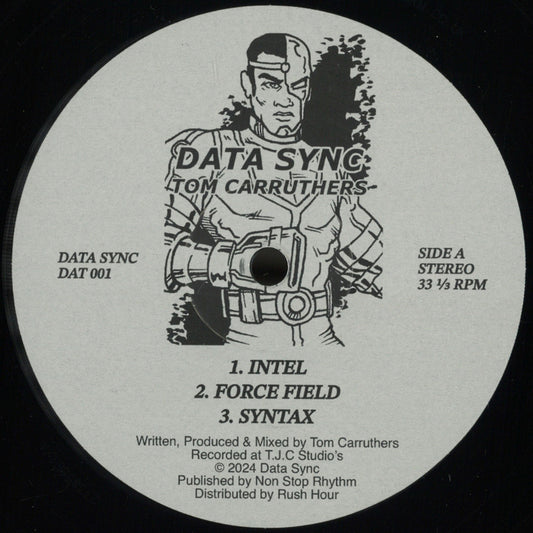 DATA SYNC
TOM CARRUTHERS
DATA SYNC
DAT 001
SIDE A
STEREO
33 ⅓ RPM
1. INTEL
2. FORCE FIELD
3. SYNTAX
Written, Produced & Mixed by Tom Carruthers
Recorded at T.J.C Studio's
© 2024 Data Sync
Published by Non Stop Rhythm
Distributed by Rush Hour